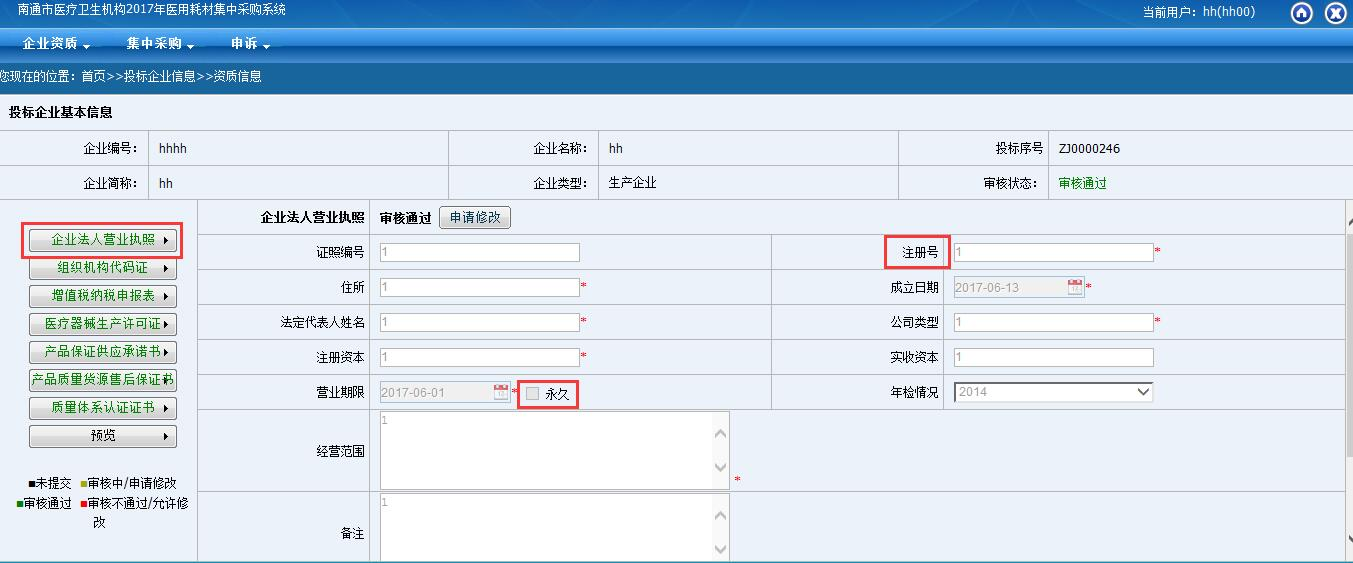 南通市医疗卫生机构2017年医用耗材集中采购系统
当前用户：hh(hh00)
企业资质 集中采购 申诉
您现在的位置：首页>>投标企业信息>>资质信息
投标企业基本信息
企业编号： hhhh 企业名称： hh 投标序号 ZJ0000246
企业简称： hh 企业类型： 生产企业 审核状态： 审核通过
企业法人营业执照
组织机构代码证
增值税纳税申报表
医疗器械生产许可证
产品保证供应承诺书
产品质量货源售后保证书
质量体系认证证书
预览
■未提交 ■审核中/申请修改
■审核通过 ■审核不通过/允许修
改
企业法人营业执照 审核通过 申请修改
证照编号 1 注册号 1 *
住所 1 * 成立日期 2017-06-13 *
法定代表人姓名 1 * 公司类型 1 *
注册资本 1 * 实收资本 1
营业期限 2017-06-01 * 永久 年检情况 2014
经营范围 1 *
备注 1